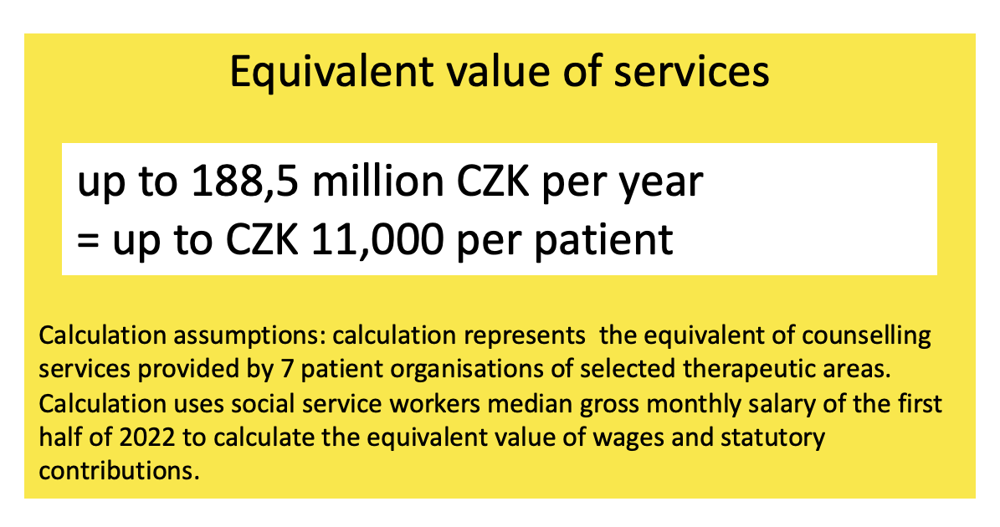 Equivalent value of services
up to 188,5 million CZK per year
= up to CZK 11,000 per patient
Calculation assumptions: calculation represents  the equivalent of counselling
services provided by 7 patient organisations of selected therapeutic areas.
Calculation uses social service workers median gross monthly salary of the first
half of 2022 to calculate the equivalent value of wages and statutory
contributions.